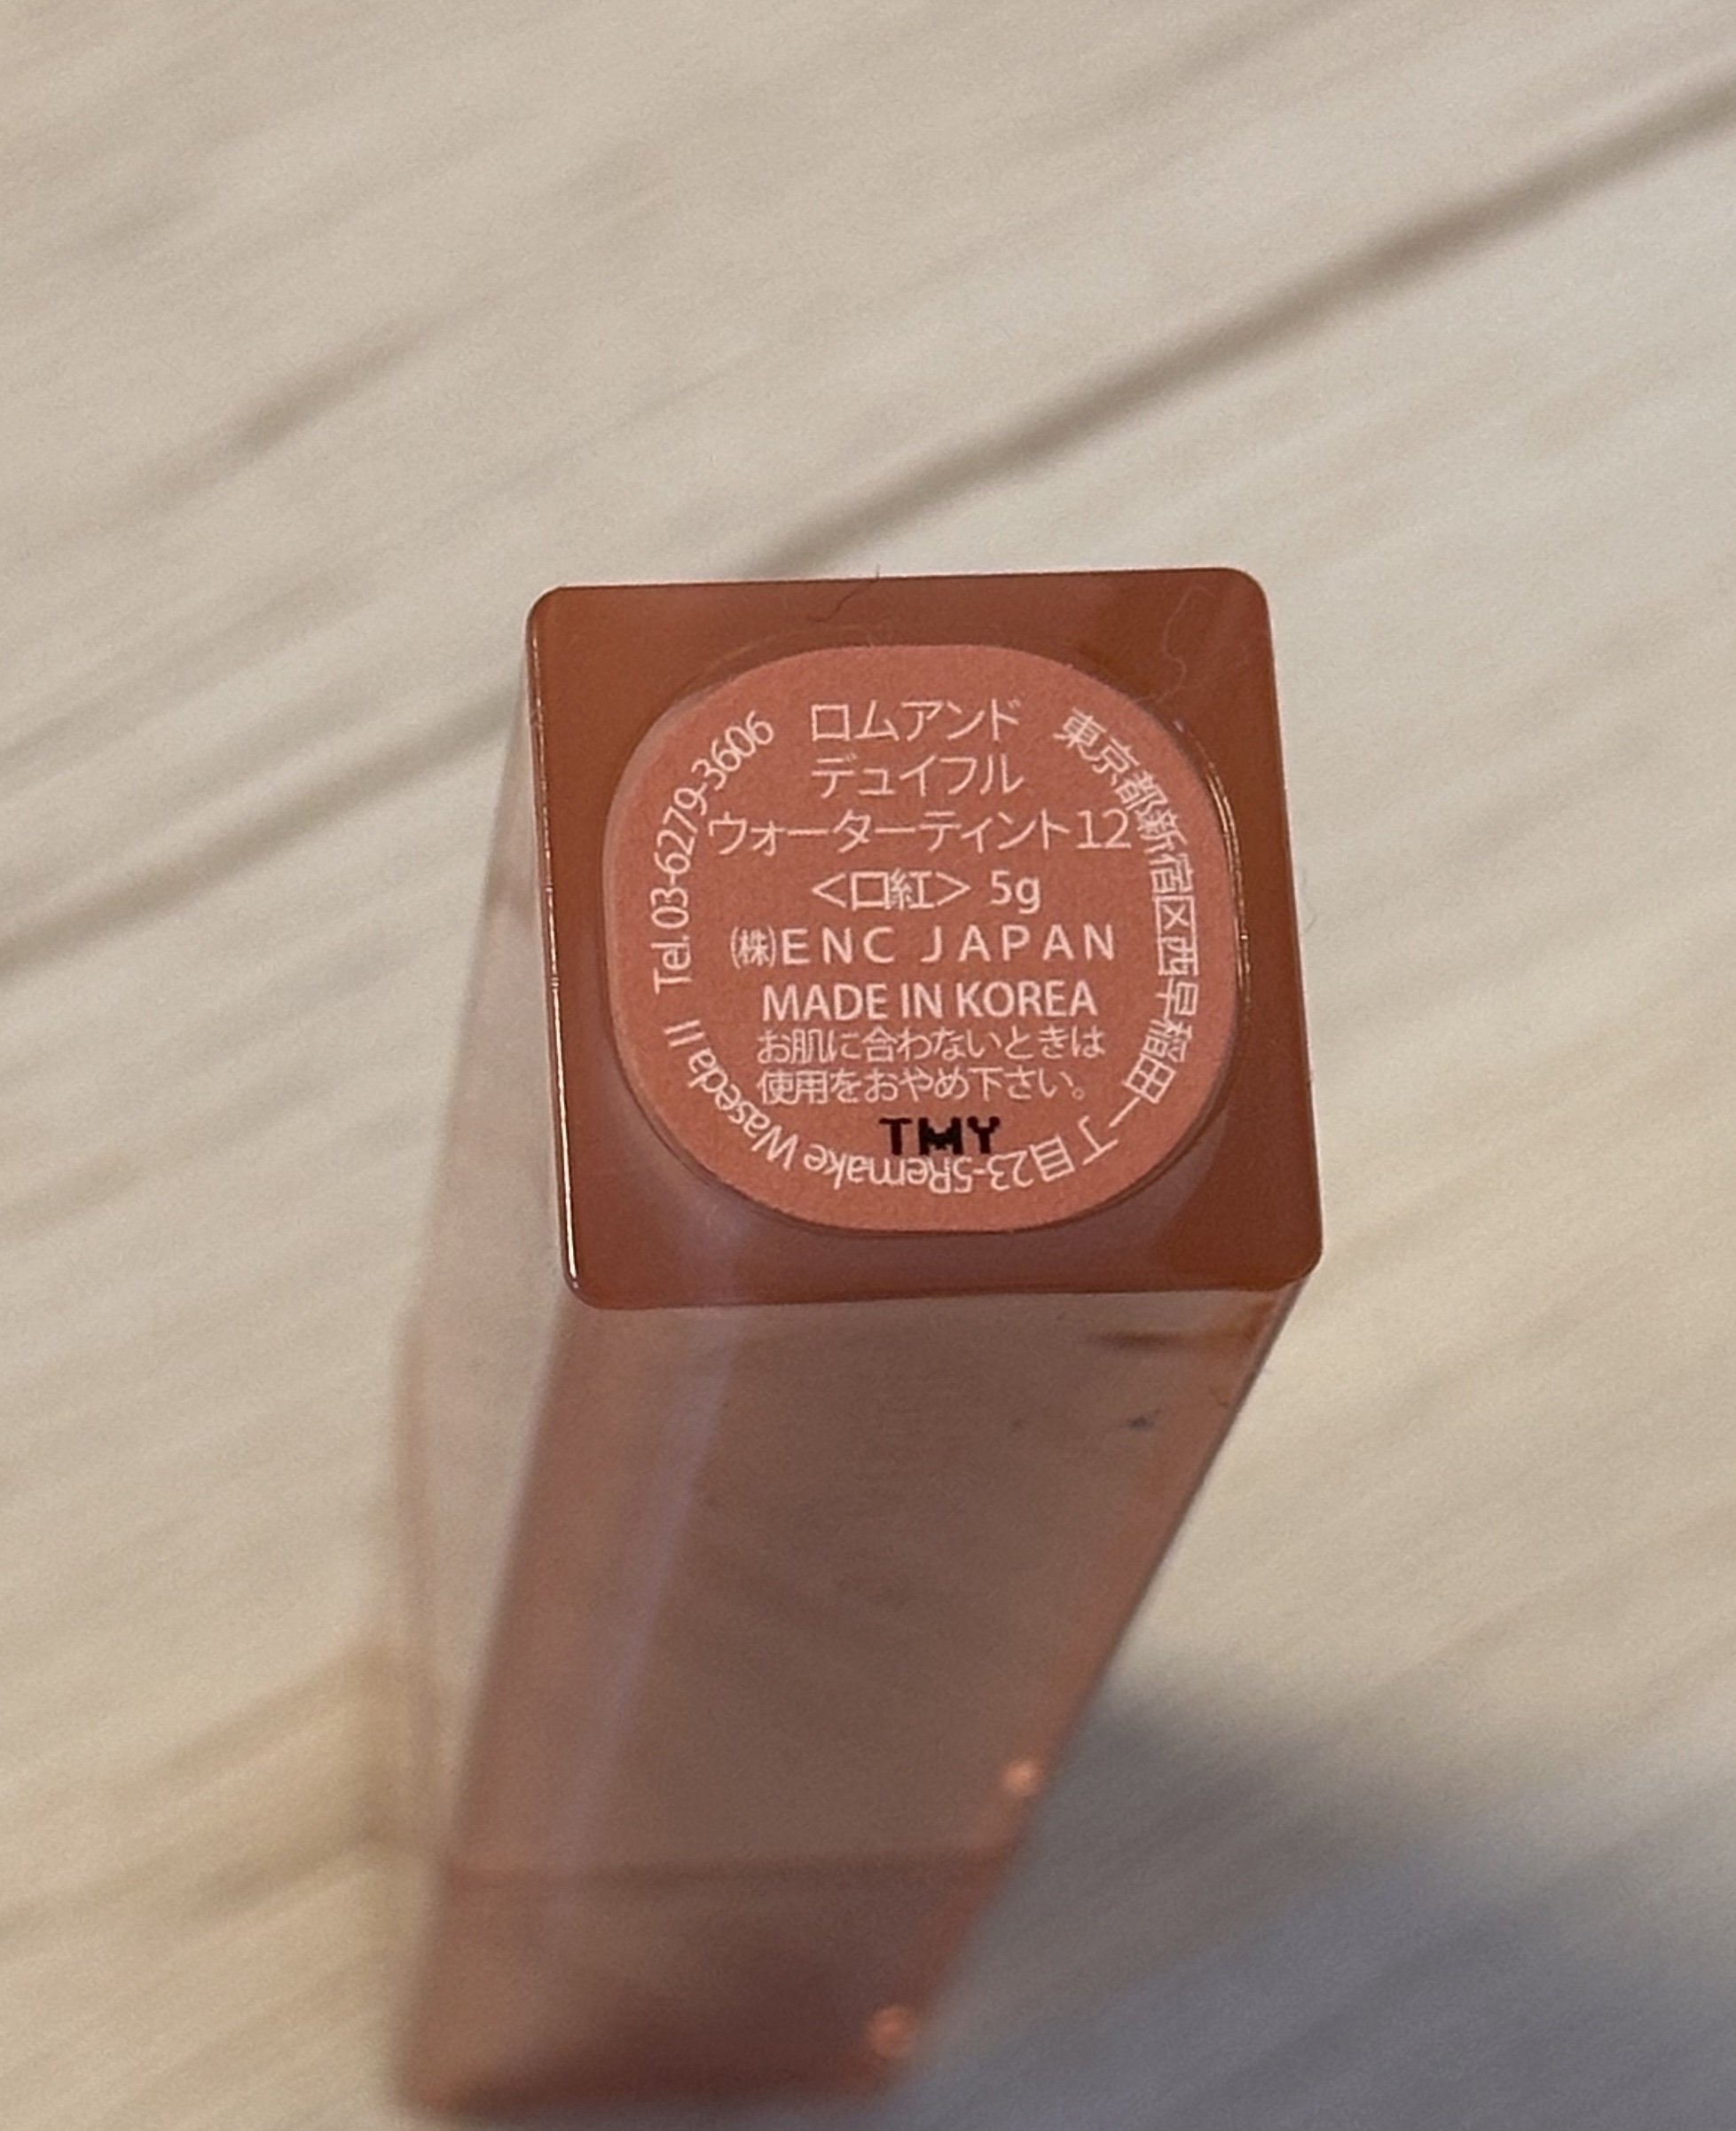 ロムアンド
デュイフル
ウォーターティント12
<口紅> 5g
㈱ENC JAPAN
MADE IN KOREA
お肌に合わないときは
使用をおやめ下さい。
TMY
東京都新宿区西早稲田一丁目23-5Remake Waseda II Tel.03-6279-3606